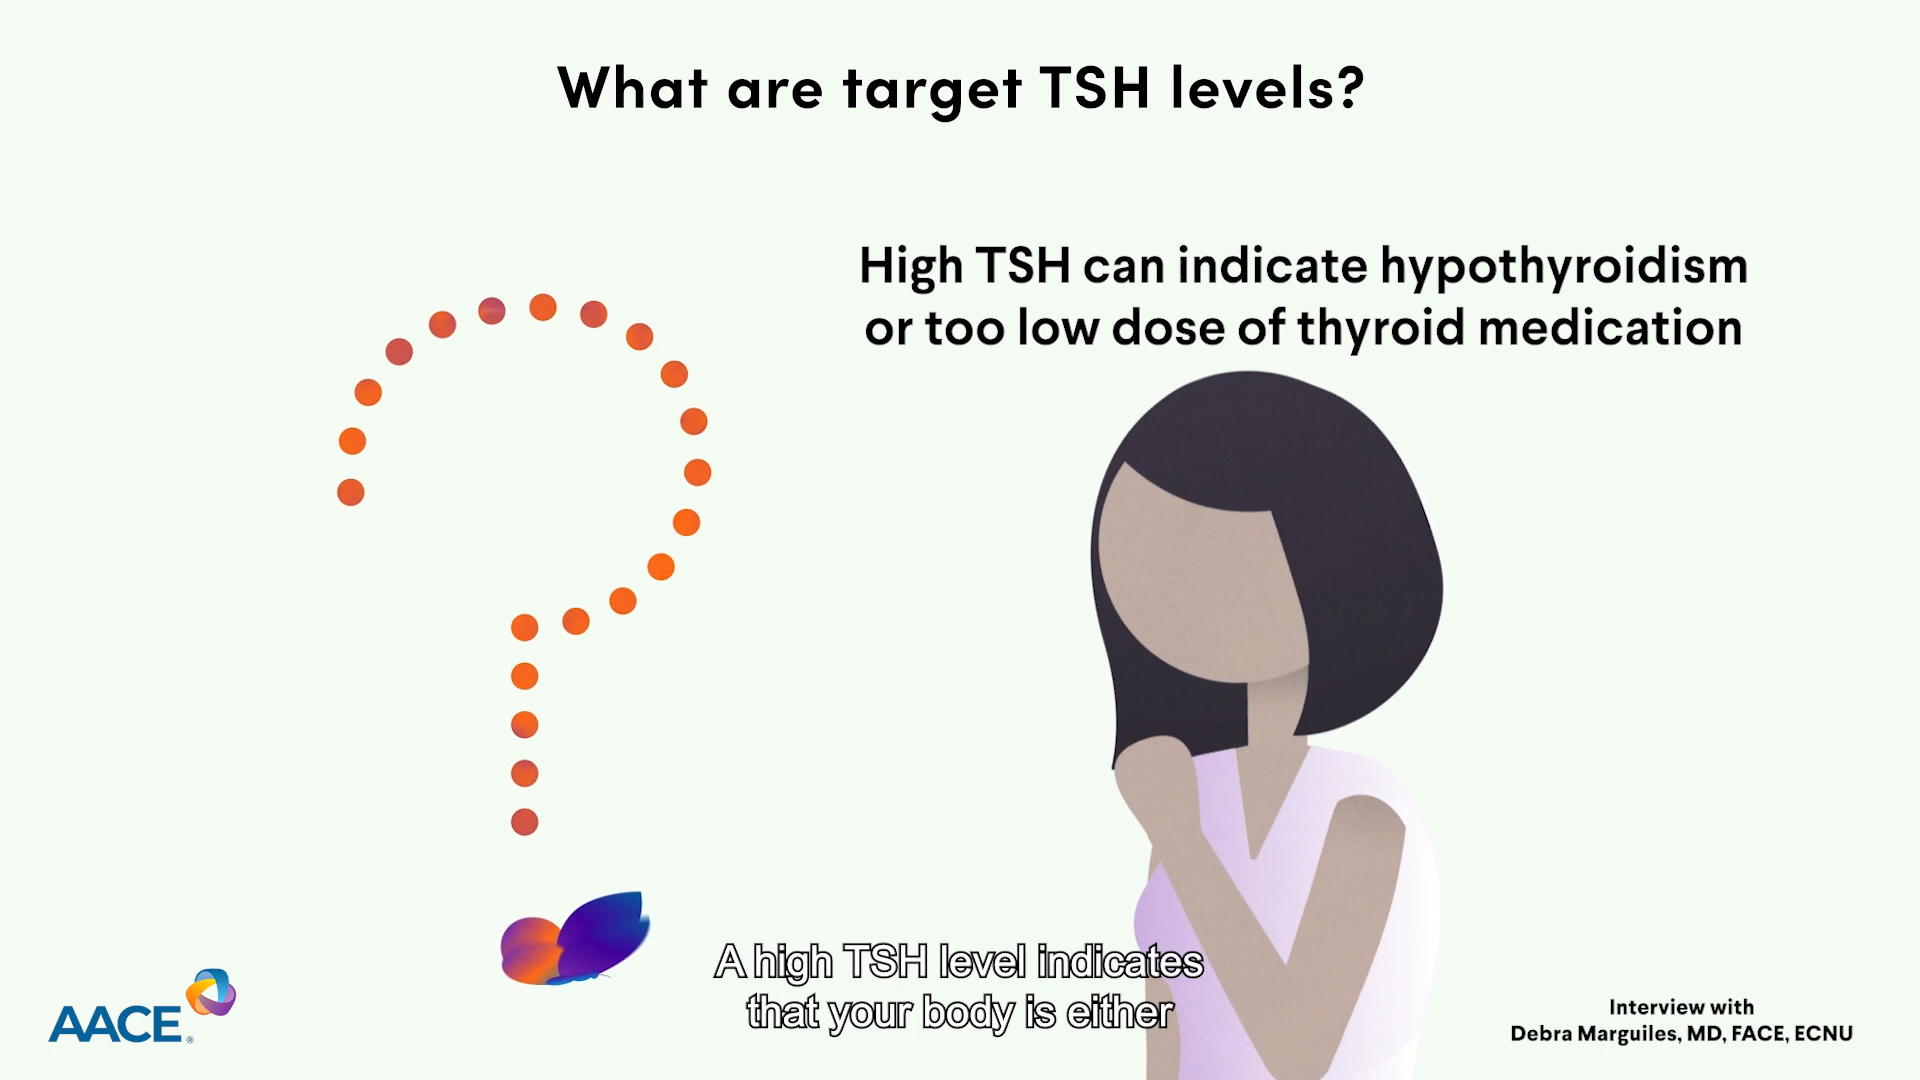 What are target TSH levels?
High TSH can indicate hypothyroidism
or too low dose of thyroid medication
A high TSH level indicates
that your body is either
AACE®
Interview with
Debra Marguiles, MD, FACE, ECNU